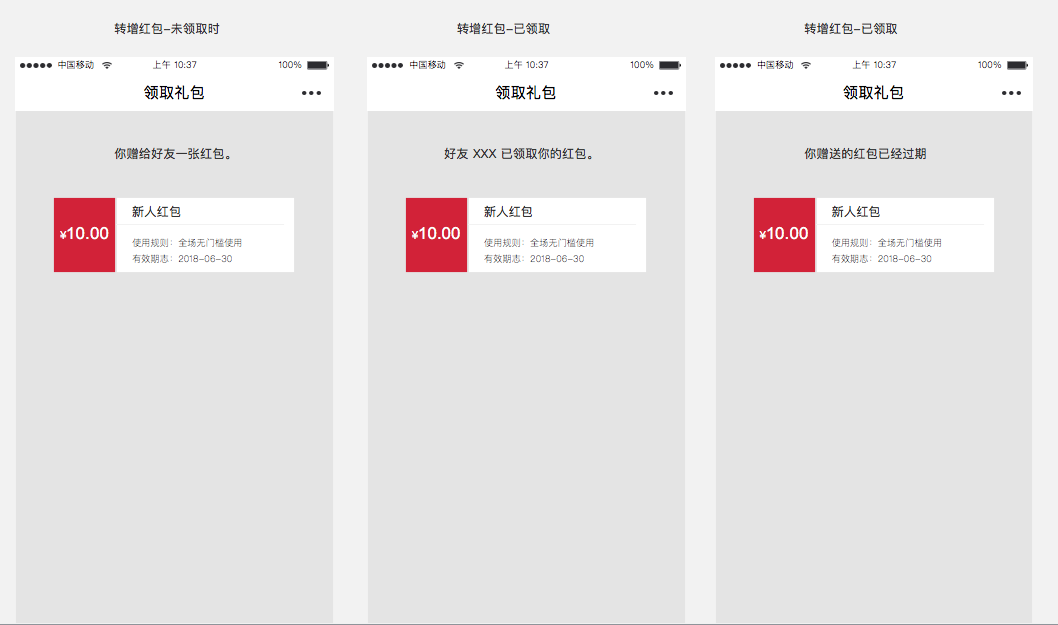 转增红包-未领取时
中国移动 上午 10:37 100%
领取礼包
你赠给好友一张红包。
¥10.00
新人红包
使用规则：全场无门槛使用
有效期志：2018-06-30
转增红包-已领取
中国移动 上午 10:37 100%
领取礼包
好友 XXX 已领取你的红包。
¥10.00
新人红包
使用规则：全场无门槛使用
有效期志：2018-06-30
转增红包-已领取
中国移动 上午 10:37 100%
领取礼包
你赠送的红包已经过期
¥10.00
新人红包
使用规则：全场无门槛使用
有效期志：2018-06-30